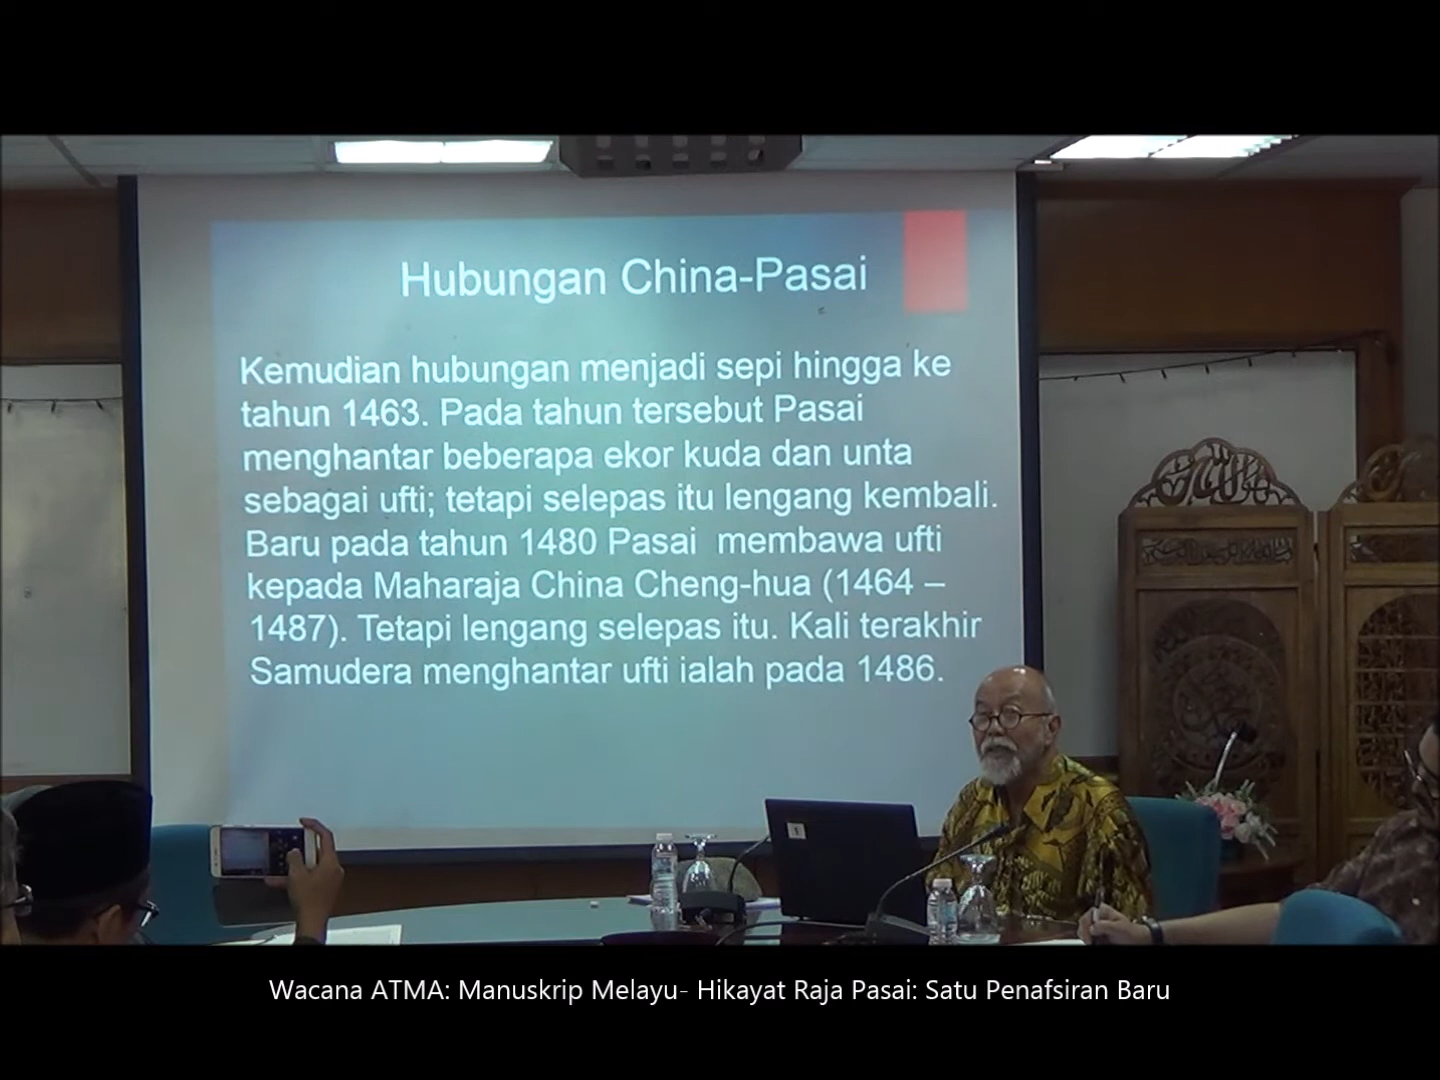 Hubungan China-Pasai
Kemudian hubungan menjadi sepi hingga ke
tahun 1463. Pada tahun tersebut Pasai
menghantar beberapa ekor kuda dan unta
sebagai ufti; tetapi selepas itu lengang kembali.
Baru pada tahun 1480 Pasai membawa ufti
kepada Maharaja China Cheng-hua (1464 –
1487). Tetapi lengang selepas itu. Kali terakhir
Samudera menghantar ufti ialah pada 1486.
Wacana ATMA: Manuskrip Melayu- Hikayat Raja Pasai: Satu Penafsiran Baru